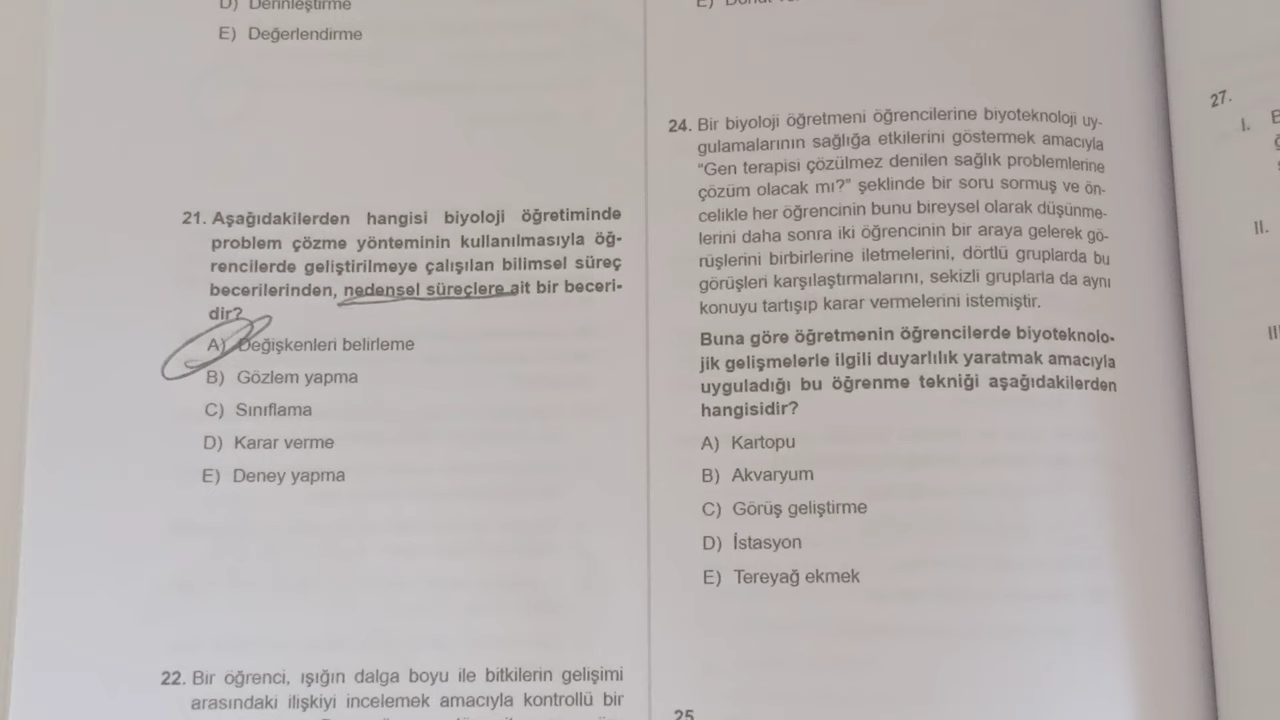 D) Derinleştirme
E) Değerlendirme
21. Aşağıdakilerden hangisi biyoloji öğretiminde
problem çözme yönteminin kullanılmasıyla öğ-
rencilerde geliştirilmeye çalışılan bilimsel süreç
becerilerinden, nedensel süreçlere ait bir beceri-
dir?
A) Değişkenleri belirleme
B) Gözlem yapma
C) Sınıflama
D) Karar verme
E) Deney yapma
22. Bir öğrenci, ışığın dalga boyu ile bitkilerin gelişimi
arasındaki ilişkiyi incelemek amacıyla kontrollü bir
E)
24. Bir biyoloji öğretmeni öğrencilerine biyoteknoloji uy-
gulamalarının sağlığa etkilerini göstermek amacıyla
"Gen terapisi çözülmez denilen sağlık problemlerine
çözüm olacak mı?" şeklinde bir soru sormuş ve ön-
celikle her öğrencinin bunu bireysel olarak düşünme-
lerini daha sonra iki öğrencinin bir araya gelerek gö-
rüşlerini birbirlerine iletmelerini, dörtlü gruplarda bu
görüşleri karşılaştırmalarını, sekizli gruplarla da aynı
konuyu tartışıp karar vermelerini istemiştir.
Buna göre öğretmenin öğrencilerde biyoteknolo-
jik gelişmelerle ilgili duyarlılık yaratmak amacıyla
uyguladığı bu öğrenme tekniği aşağıdakilerden
hangisidir?
A) Kartopu
B) Akvaryum
C) Görüş geliştirme
D) İstasyon
E) Tereyağ ekmek
25
27.
I.
II.